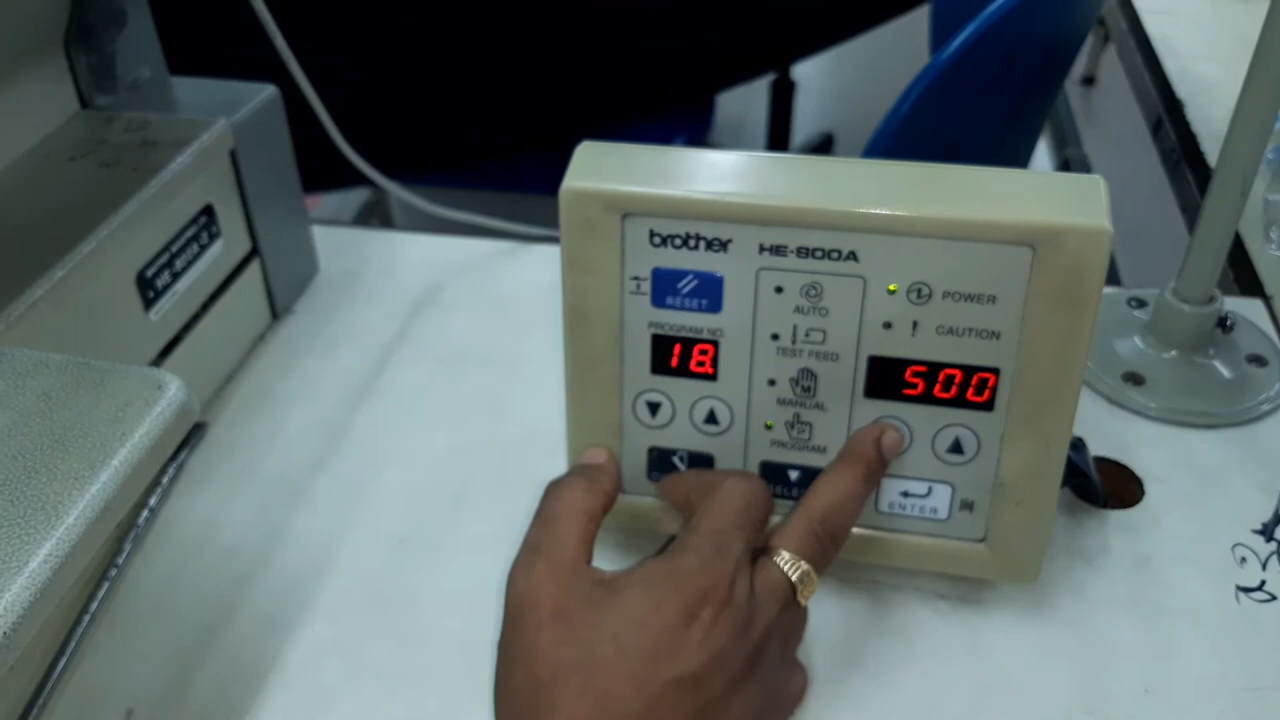 brother HE-800A
RESET
PROGRAM NO.
18.
AUTO
TEST FEED
MANUAL
M
P
PROGRAM
POWER
! CAUTION
500
ENTER